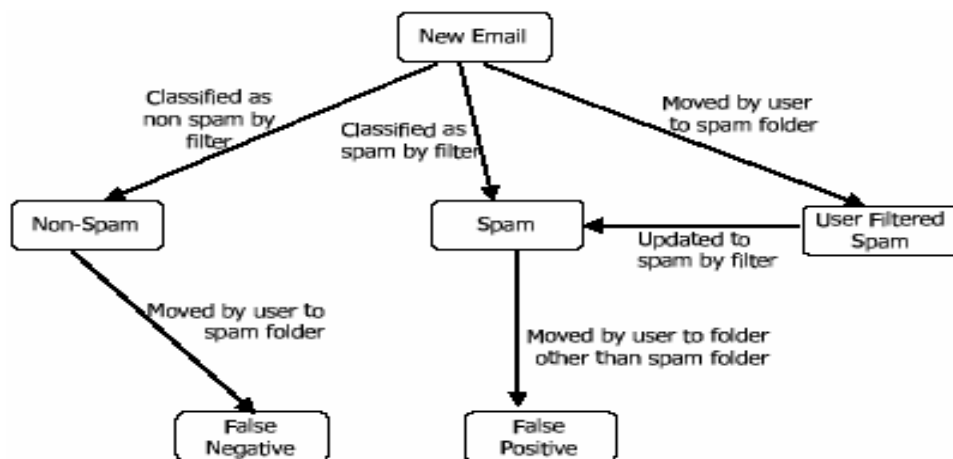 New Email
Classified as
non spam by
filter
Classified as
spam by filter
Moved by user
to spam folder
Non-Spam
Spam
User Filtered
Spam
Updated to
spam by filter
Moved by user to
spam folder
Moved by user to folder
other than spam folder
False
Negative
False
Positive